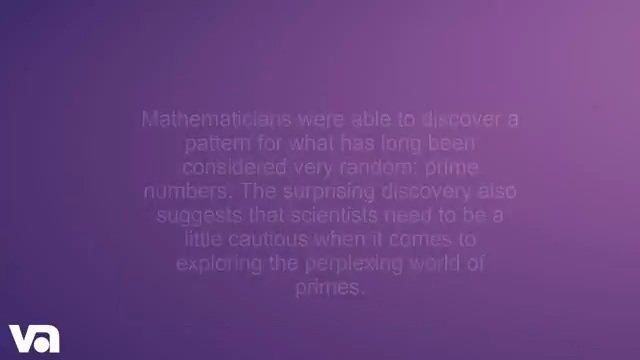 Mathematicians were able to discover a
pattern for what has long been
considered very random: prime
numbers. The surprising discovery also
suggests that scientists need to be a
little cautious when it comes to
exploring the perplexing world of
primes.
va